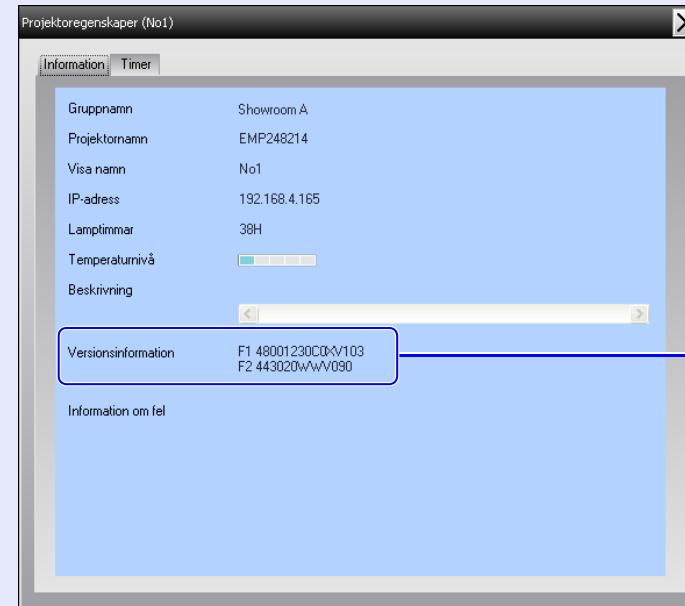 Projektoregenskaper (No1)
Information Timer
Gruppnamn Showroom A
Projektornamn EMP248214
Visa namn No1
IP-adress 192.168.4.165
Lamptimmar 38H
Temperaturnivå
Beskrivning
Versionsinformation F1 48001230C0XV103
F2 443020WWV090
Information om fel